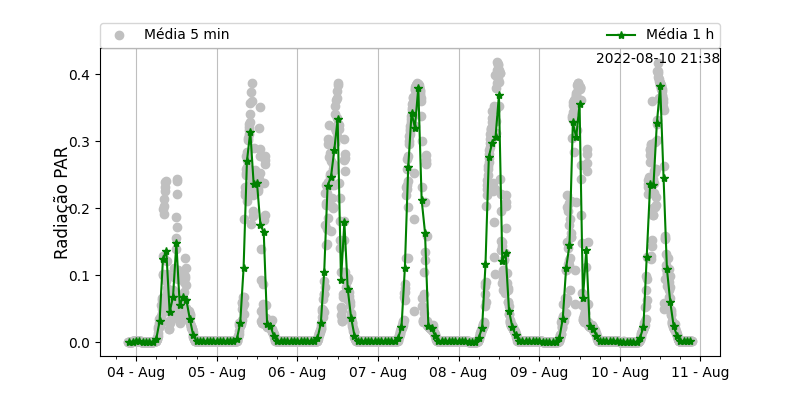 Média 5 min
Média 1 h
2022-08-10 21:38
Radiação PAR
0.4
0.3
0.2
0.1
0.0
04 - Aug
05 - Aug
06 - Aug
07 - Aug
08 - Aug
09 - Aug
10 - Aug
11 - Aug